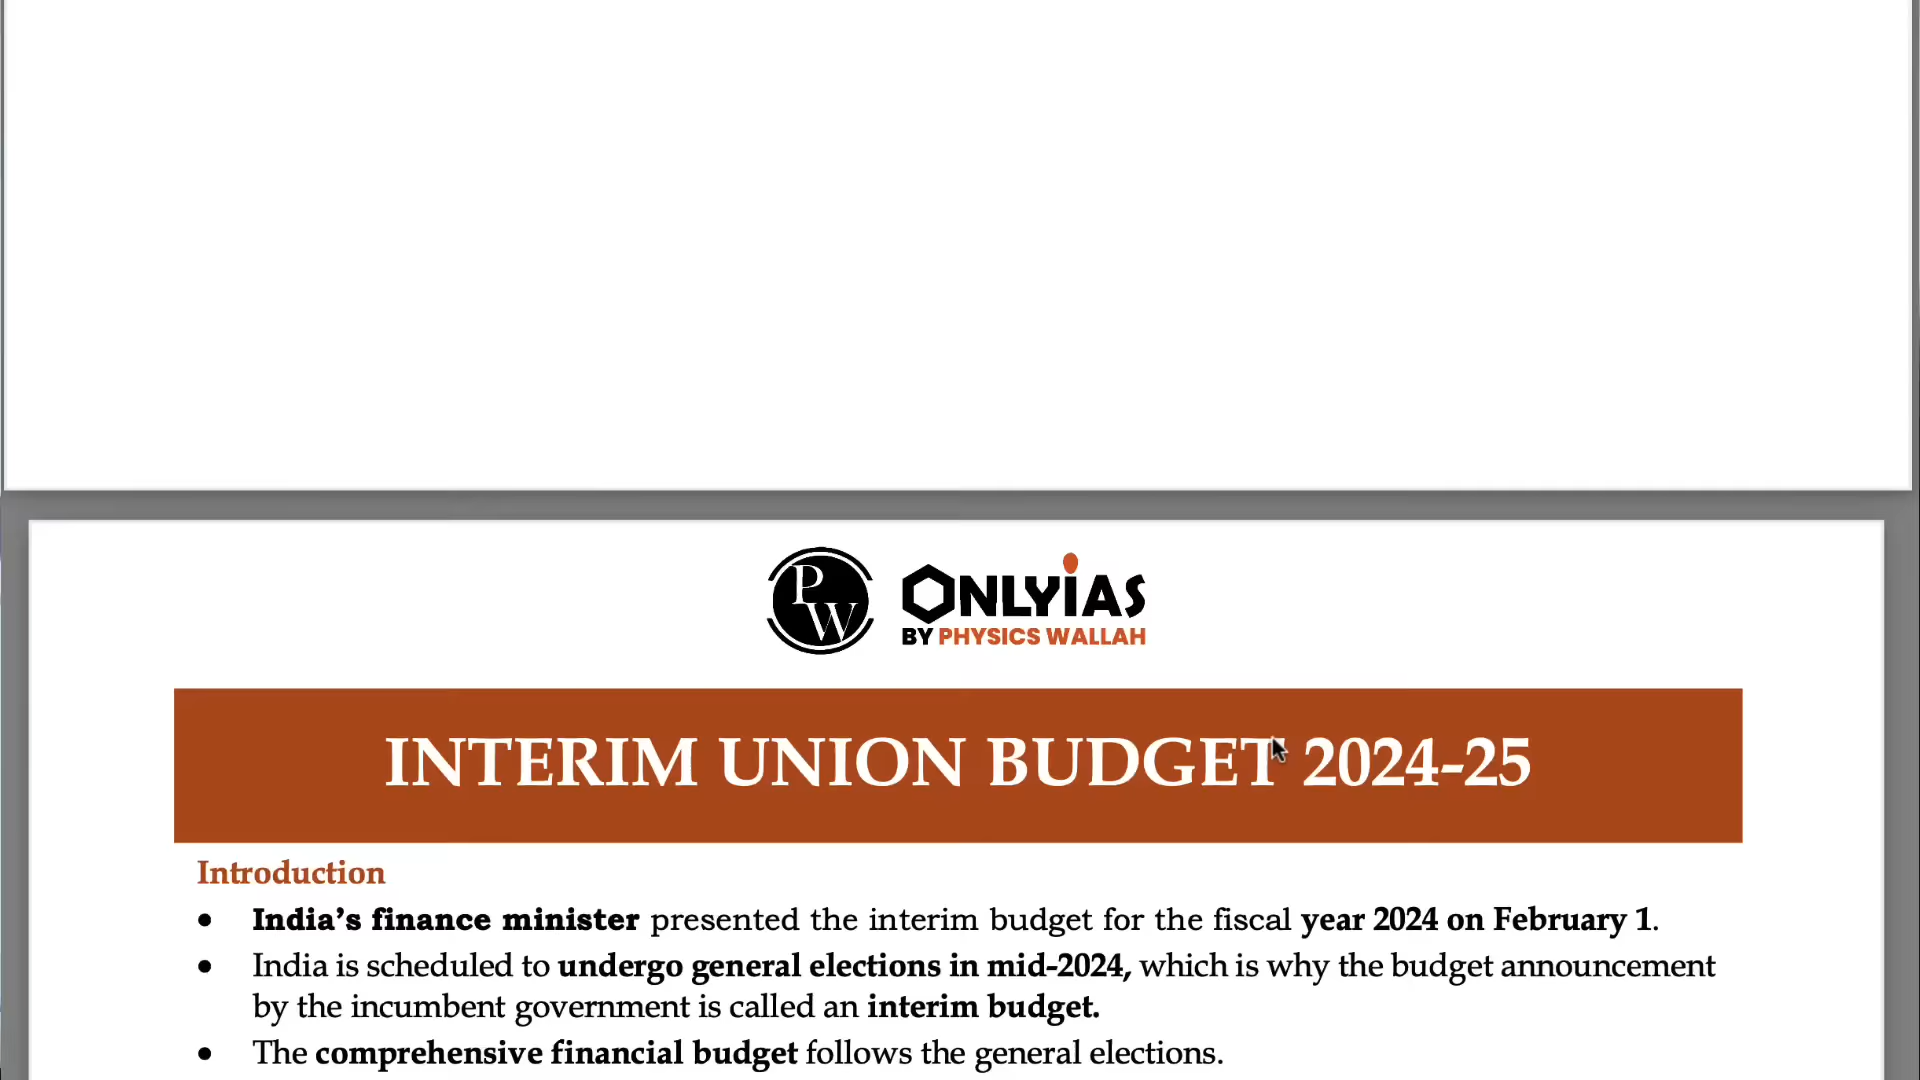 PW
ONLYIAS
BY PHYSICS WALLAH
INTERIM UNION BUDGET 2024-25
Introduction
● India’s finance minister presented the interim budget for the fiscal year 2024 on February 1.
● India is scheduled to undergo general elections in mid-2024, which is why the budget announcement
by the incumbent government is called an interim budget.
● The comprehensive financial budget follows the general elections.